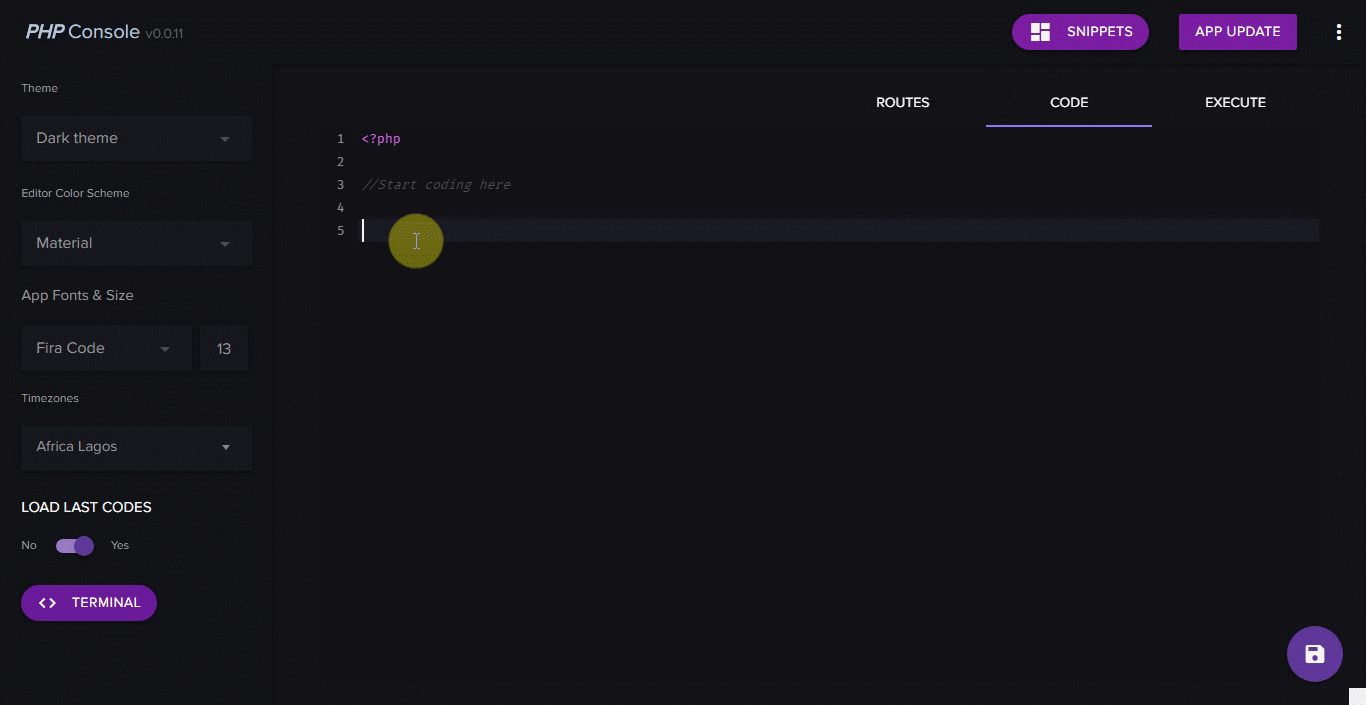 PHP Console v0.0.11
SNIPPETS
APP UPDATE
Theme
Dark theme
Editor Color Scheme
Material
App Fonts & Size
Fira Code
13
Timezones
Africa Lagos
LOAD LAST CODES
No
Yes
<> TERMINAL
ROUTES
CODE
EXECUTE
1 <?php
2
3 //Start coding here
4
5